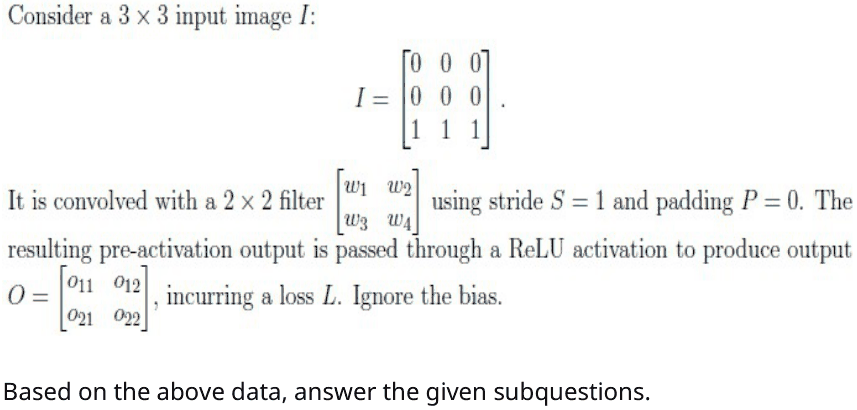 Consider a 3 × 3 input image I:
I = [0 0 0
0 0 0
1 1 1].
It is convolved with a 2 × 2 filter [w1 w2
w3 w4] using stride S = 1 and padding P = 0. The
resulting pre-activation output is passed through a ReLU activation to produce output
O = [o11 o12
o21 o22], incurring a loss L. Ignore the bias.
Based on the above data, answer the given subquestions.